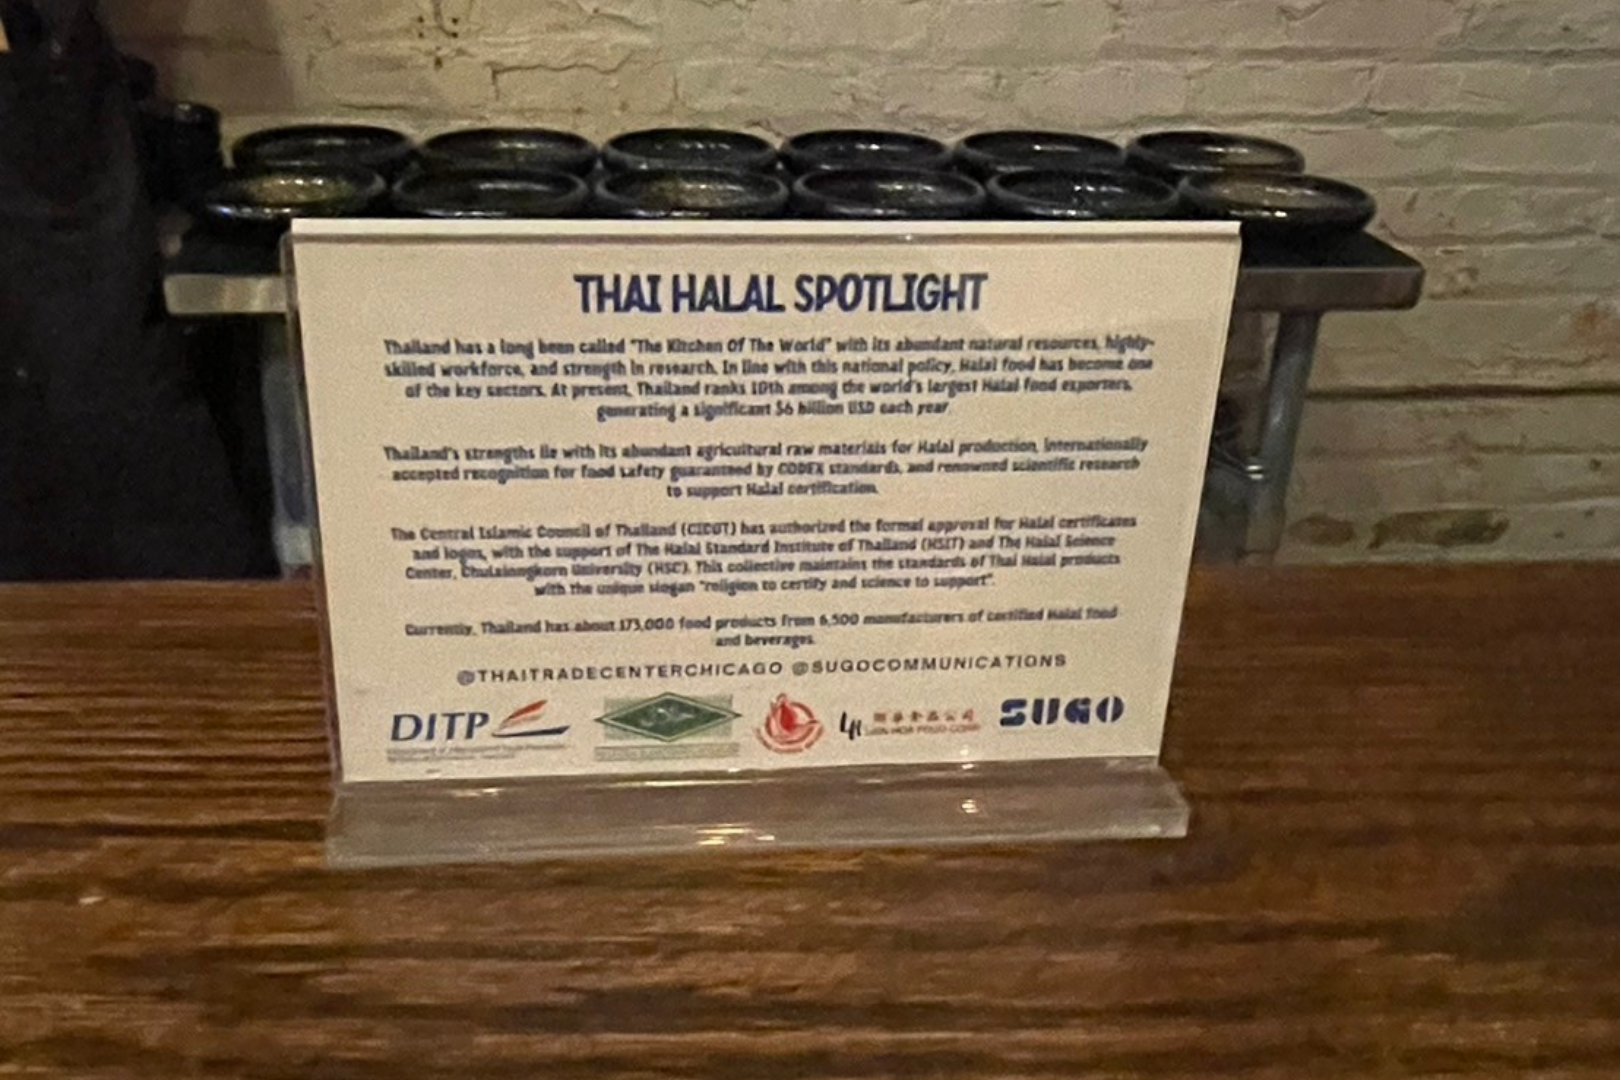 THAI HALAL SPOTLIGHT
Thailand has a long been called "The Kitchen Of The World" with its abundant natural resources, highly-
skilled workforce, and strength in research. In line with this national policy, Halal food has become one
of the key sectors. At present, Thailand ranks 10th among the world's largest Halal food exporters,
generating a significant $6 billion USD each year.
Thailand's strengths lie with its abundant agricultural raw materials for Halal production, internationally
accepted recognition for food safety guaranteed by CODEX standards, and renowned scientific research
to support Halal certification.
The Central Islamic Council of Thailand (CICOT) has authorized the formal approval for Halal certificates
and logos, with the support of The Halal Standard Institute of Thailand (HSIT) and The Halal Science
Center, Chulalongkorn University (HSC). This collective maintains the standards of Thai Halal products
with the unique slogan "religion to certify and science to support".
Currently, Thailand has about 173,000 food products from 6,500 manufacturers of certified Halal food
and beverages.
@THAITRADECENTERCHICAGO @SUGOCOMMUNICATIONS
DITP
LH
SUGO